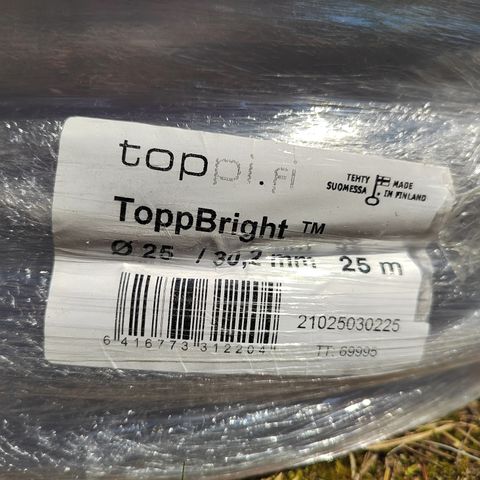 toppi.fi
TEHTY MADE
SUOMESSA IN FINLAND
ToppBright ™
Ø 25 / 30,2 mm 25 m
21025030225
6 416773 312204
TT: 69995